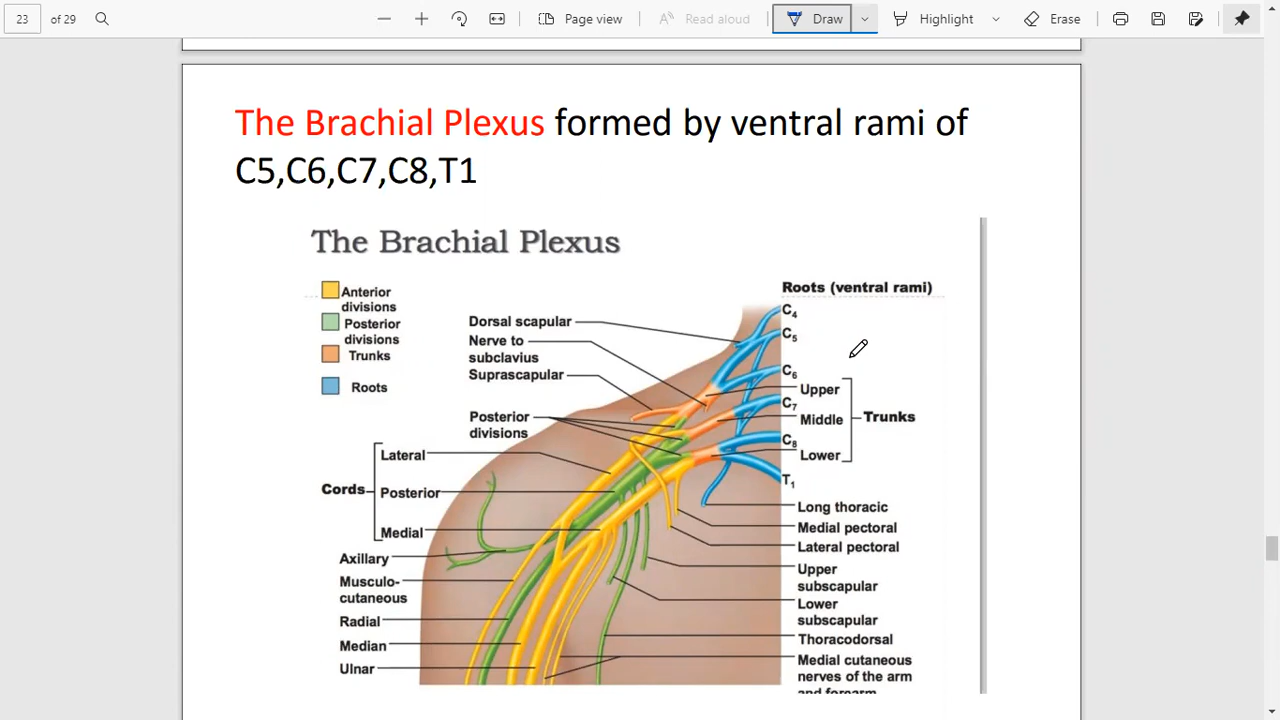 23 of 29
Page view
Read aloud
Draw
Highlight
Erase
The Brachial Plexus formed by ventral rami of
C5,C6,C7,C8,T1
The Brachial Plexus
Anterior
divisions
Posterior
divisions
Trunks
Roots
Dorsal scapular
Nerve to
subclavius
Suprascapular
Posterior
divisions
Cords
Lateral
Posterior
Medial
Axillary
Musculo-
cutaneous
Radial
Median
Ulnar
Roots (ventral rami)
C4
C5
C6
Upper
C7
Middle
Trunks
C8
Lower
T1
Long thoracic
Medial pectoral
Lateral pectoral
Upper
subscapular
Lower
subscapular
Thoracodorsal
Medial cutaneous
nerves of the arm
and forearm